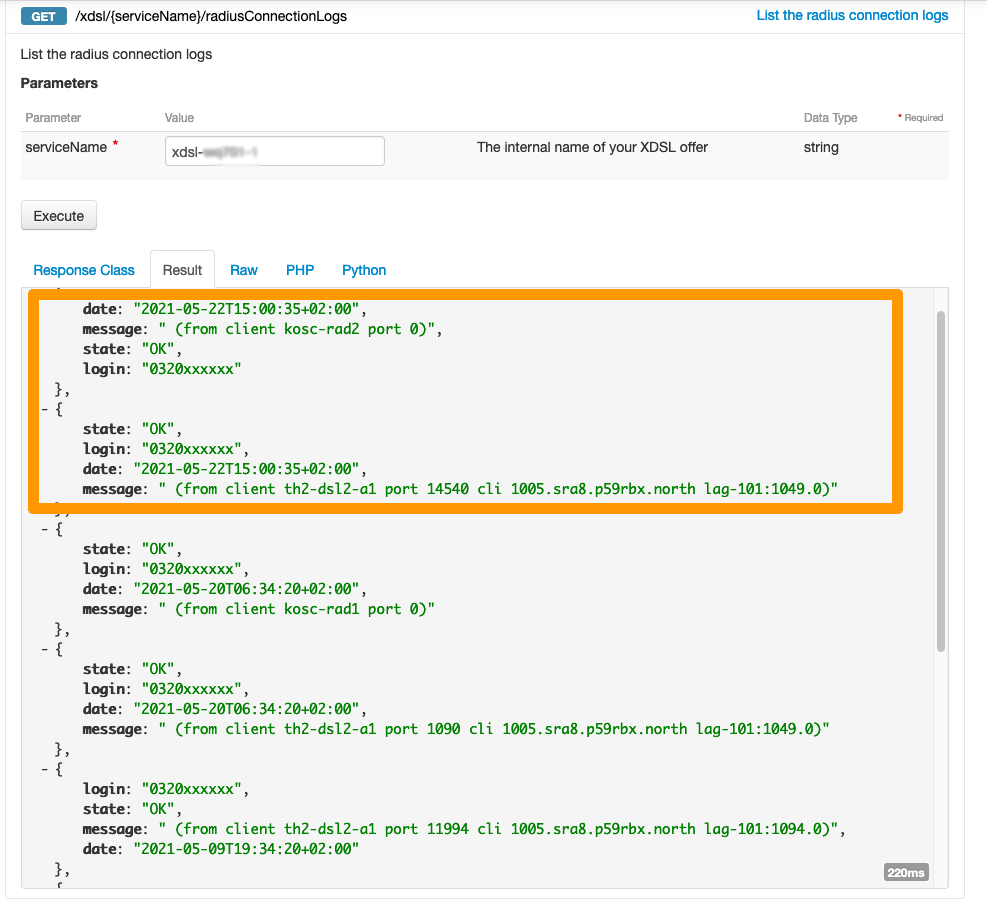 GET /xdsl/{serviceName}/radiusConnectionLogs List the radius connection logs
List the radius connection logs
Parameters
Parameter Value Data Type * Required
serviceName * xdsl- The internal name of your XDSL offer string
Execute
Response Class Result Raw PHP Python
date: "2021-05-22T15:00:35+02:00",
message: " (from client kosc-rad2 port 0)",
state: "OK",
login: "0320xxxxxx"
},
- {
state: "OK",
login: "0320xxxxxx",
date: "2021-05-22T15:00:35+02:00",
message: " (from client th2-dsl2-a1 port 14540 cli 1005.sra8.p59rbx.north lag-101:1049.0)"
},
- {
state: "OK",
login: "0320xxxxxx",
date: "2021-05-20T06:34:20+02:00",
message: " (from client kosc-rad1 port 0)"
},
- {
state: "OK",
login: "0320xxxxxx",
date: "2021-05-20T06:34:20+02:00",
message: " (from client th2-dsl2-a1 port 1090 cli 1005.sra8.p59rbx.north lag-101:1049.0)"
},
- {
login: "0320xxxxxx",
state: "OK",
message: " (from client th2-dsl2-a1 port 11994 cli 1005.sra8.p59rbx.north lag-101:1094.0)",
date: "2021-05-09T19:34:20+02:00"
},
220ms